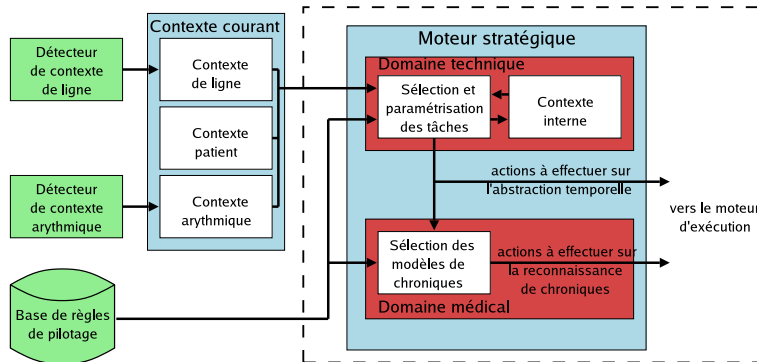 Contexte courant
Détecteur
de contexte
de ligne
Contexte
de ligne
Contexte
patient
Détecteur
de contexte
arythmique
Contexte
arythmique
Base de règles
de pilotage
Moteur stratégique
Domaine technique
Sélection et
paramétrisation
des tâches
Contexte
interne
actions à effectuer sur
l'abstraction temporelle
vers le moteur
d'exécution
Sélection des
modèles de
chroniques
actions à effectuer sur
la reconnaissance
de chroniques
Domaine médical